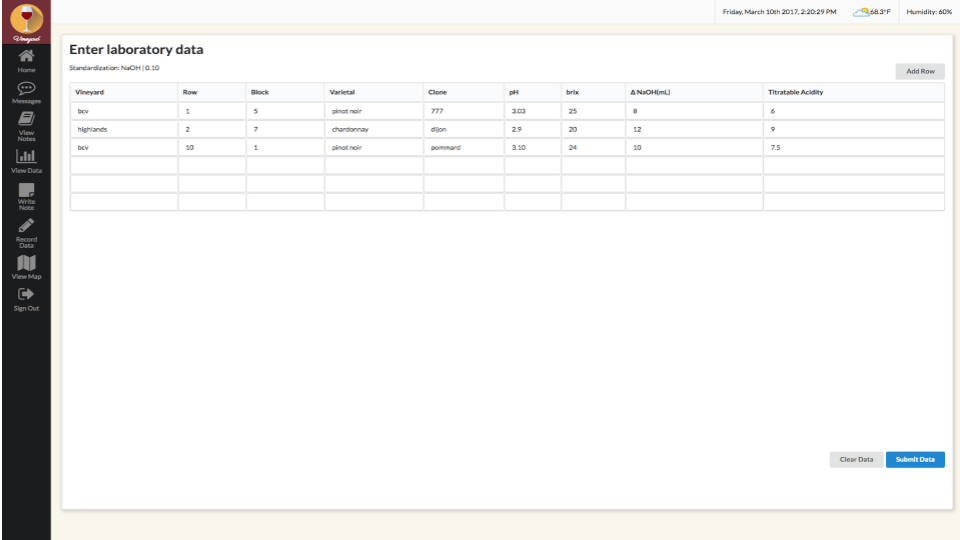 Friday, March 10th 2017, 2:20:29 PM 68.3°F Humidity: 60%
Vineyard
Home
Messages
View
Notes
View Data
Write
Note
Record
Data
View Map
Sign Out
Enter laboratory data
Standardization: NaOH | 0.10
Add Row
Vineyard Row Block Varietal Clone pH brix Δ NaOH(mL) Titratable Acidity
bcv 1 5 pinot noir 777 3.03 25 8 6
highlands 2 7 chardonnay dijon 2.9 20 12 9
bcv 10 1 pinot noir pommard 3.10 24 10 7.5
Clear Data Submit Data